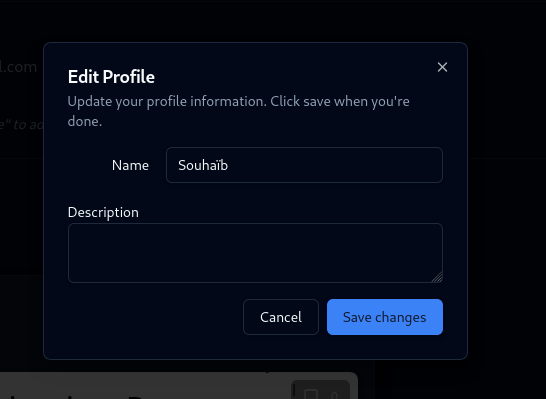 l.com
Edit Profile
Update your profile information. Click save when you're
done.
e" to ad
Name
Souhaïb
Description
Cancel
Save changes